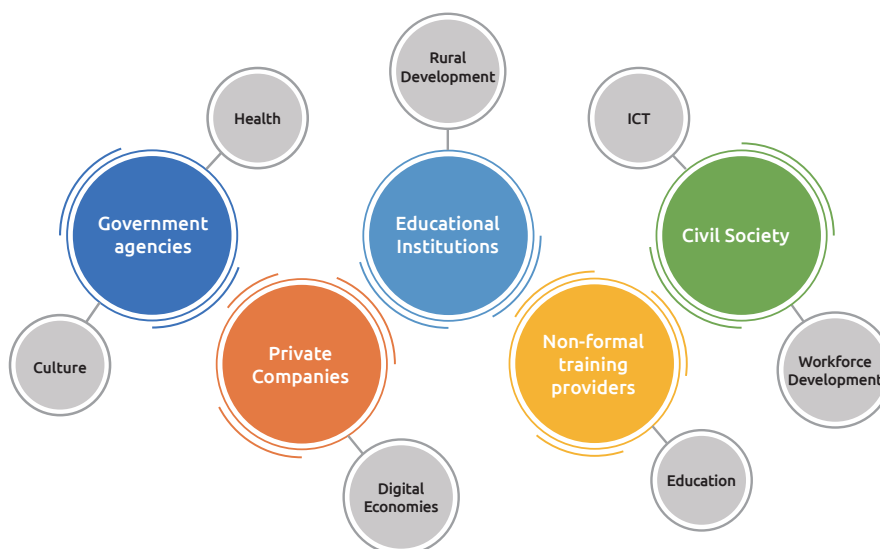 Rural
Development
Health
ICT
Government
agencies
Educational
Institutions
Civil Society
Culture
Private
Companies
Non-formal
training
providers
Workforce
Development
Digital
Economies
Education